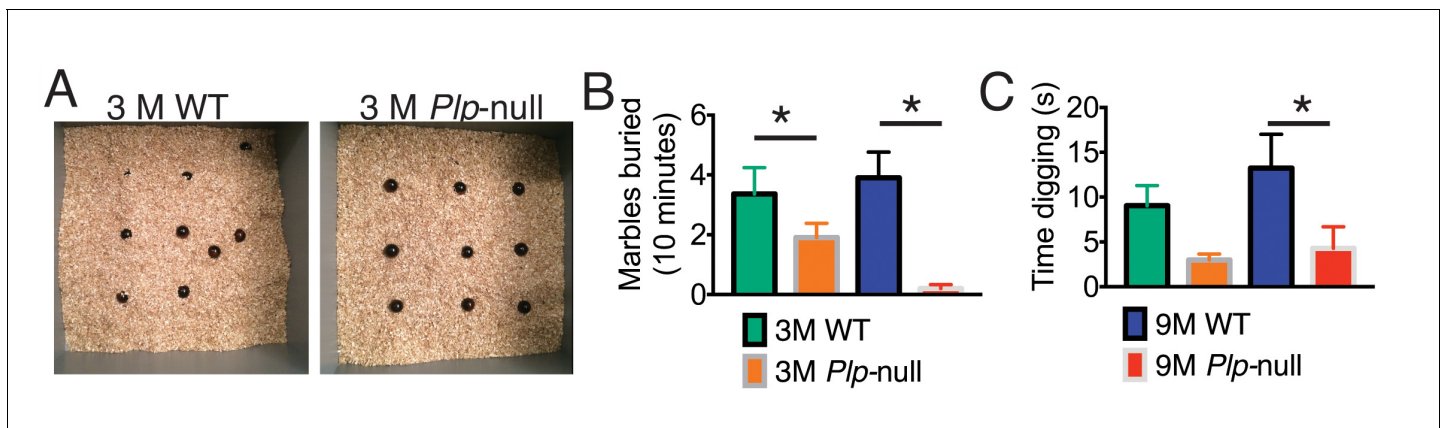 A
3 M WT
3 M Plp-null
B
Marbles buried
(10 minutes)
6
4
2
0
*
*
3M WT
3M Plp-null
C
Time digging (s)
20
15
10
5
0
*
9M WT
9M Plp-null